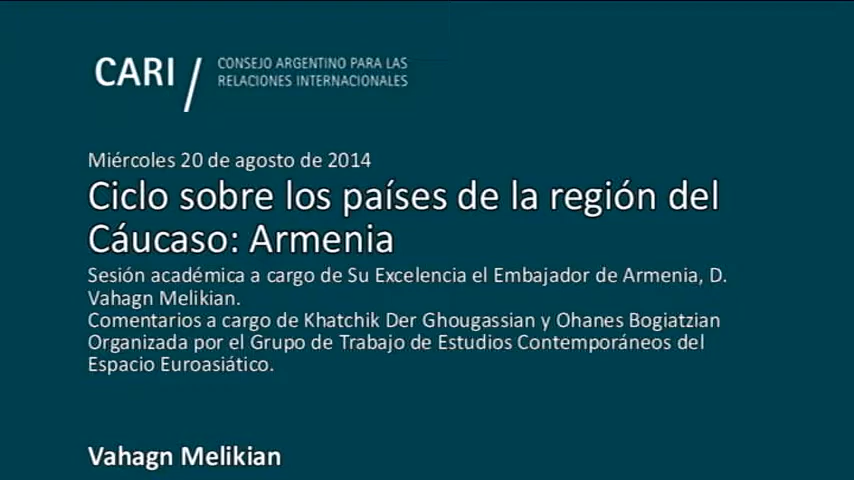 CARI /
CONSEJO ARGENTINO PARA LAS
RELACIONES INTERNACIONALES
Miércoles 20 de agosto de 2014
Ciclo sobre los países de la región del
Cáucaso: Armenia
Sesión académica a cargo de Su Excelencia el Embajador de Armenia, D.
Vahagn Melikian.
Comentarios a cargo de Khatchik Der Ghougassian y Ohanes Bogiatzian
Organizada por el Grupo de Trabajo de Estudios Contemporáneos del
Espacio Euroasiático.
Vahagn Melikian